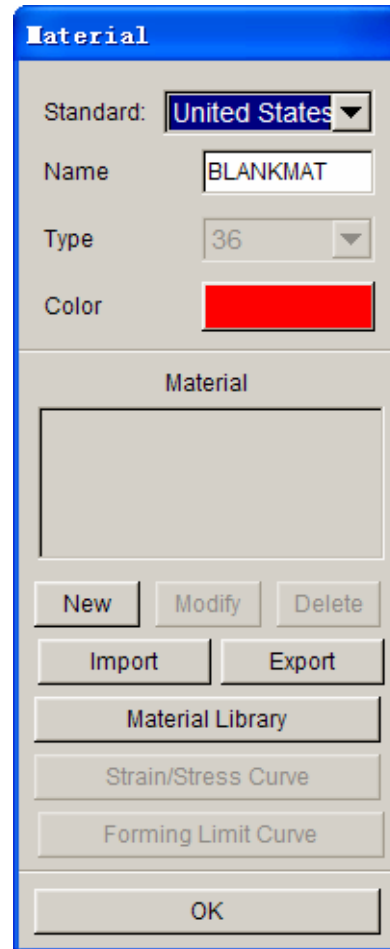 Material
Standard: United States
Name BLANKMAT
Type 36
Color
Material
New Modify Delete
Import Export
Material Library
Strain/Stress Curve
Forming Limit Curve
OK